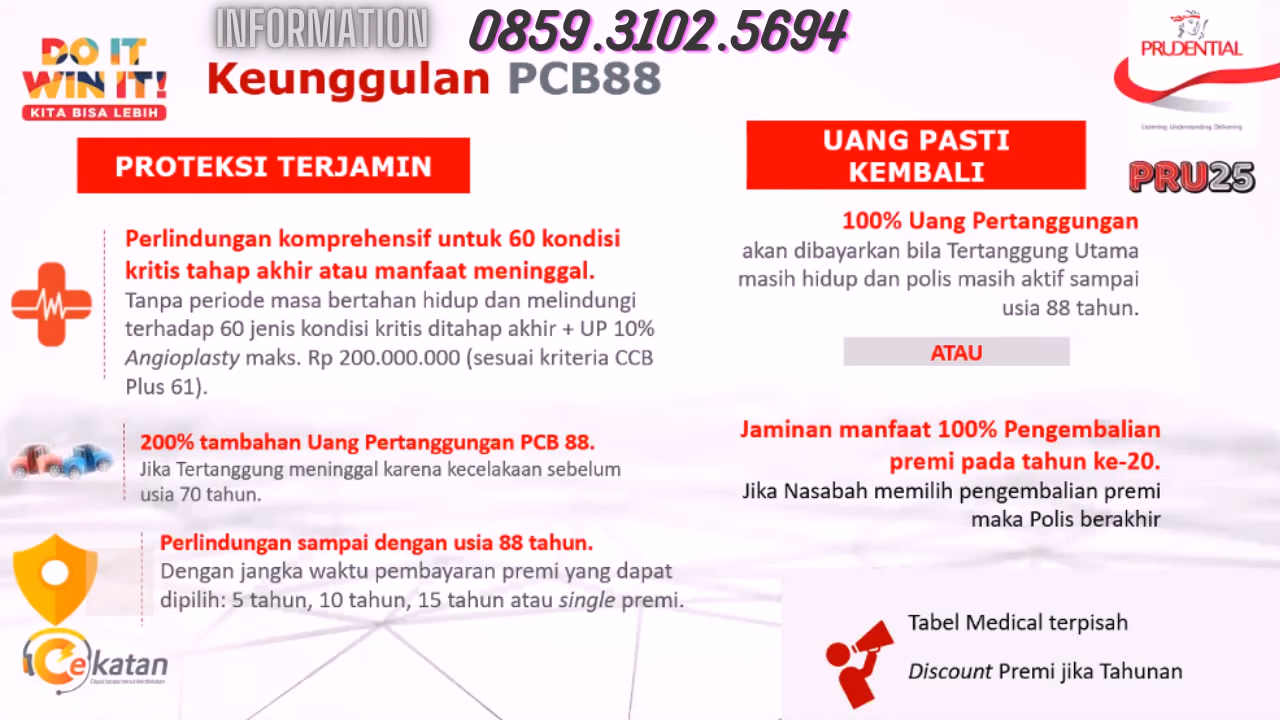 INFORMATION 0859.3102.5694
DO IT
WIN IT!
KITA BISA LEBIH
Keunggulan PCB88
PRUDENTIAL
Listening. Understanding. Delivering.
PRU25
PROTEKSI TERJAMIN
Perlindungan komprehensif untuk 60 kondisi
kritis tahap akhir atau manfaat meninggal.
Tanpa periode masa bertahan hidup dan melindungi
terhadap 60 jenis kondisi kritis ditahap akhir + UP 10%
Angioplasty maks. Rp 200.000.000 (sesuai kriteria CCB
Plus 61).
200% tambahan Uang Pertanggungan PCB 88.
Jika Tertanggung meninggal karena kecelakaan sebelum
usia 70 tahun.
Perlindungan sampai dengan usia 88 tahun.
Dengan jangka waktu pembayaran premi yang dapat
dipilih: 5 tahun, 10 tahun, 15 tahun atau single premi.
Cekatan
Cepat tanpa harus berdekatan
UANG PASTI
KEMBALI
100% Uang Pertanggungan
akan dibayarkan bila Tertanggung Utama
masih hidup dan polis masih aktif sampai
usia 88 tahun.
ATAU
Jaminan manfaat 100% Pengembalian
premi pada tahun ke-20.
Jika Nasabah memilih pengembalian premi
maka Polis berakhir
Tabel Medical terpisah
Discount Premi jika Tahunan